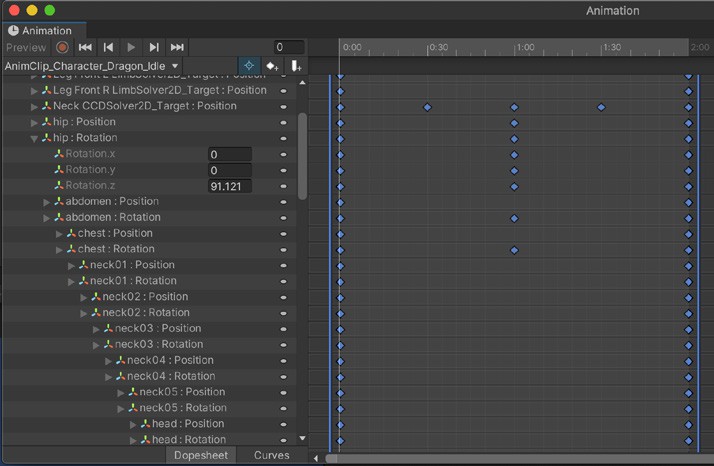 Animation
Animation
Preview
0
0:00
0:30
1:00
1:30
2:00
AnimClip_Character_Dragon_Idle
Leg Front L LimbSolver2D_Target : Position
Leg Front R LimbSolver2D_Target : Position
Neck CCDSolver2D_Target : Position
hip : Position
hip : Rotation
Rotation.x 0
Rotation.y 0
Rotation.z 91.121
abdomen : Position
abdomen : Rotation
chest : Position
chest : Rotation
neck01 : Position
neck01 : Rotation
neck02 : Position
neck02 : Rotation
neck03 : Position
neck03 : Rotation
neck04 : Position
neck04 : Rotation
neck05 : Position
neck05 : Rotation
head : Position
head : Rotation
Dopesheet Curves